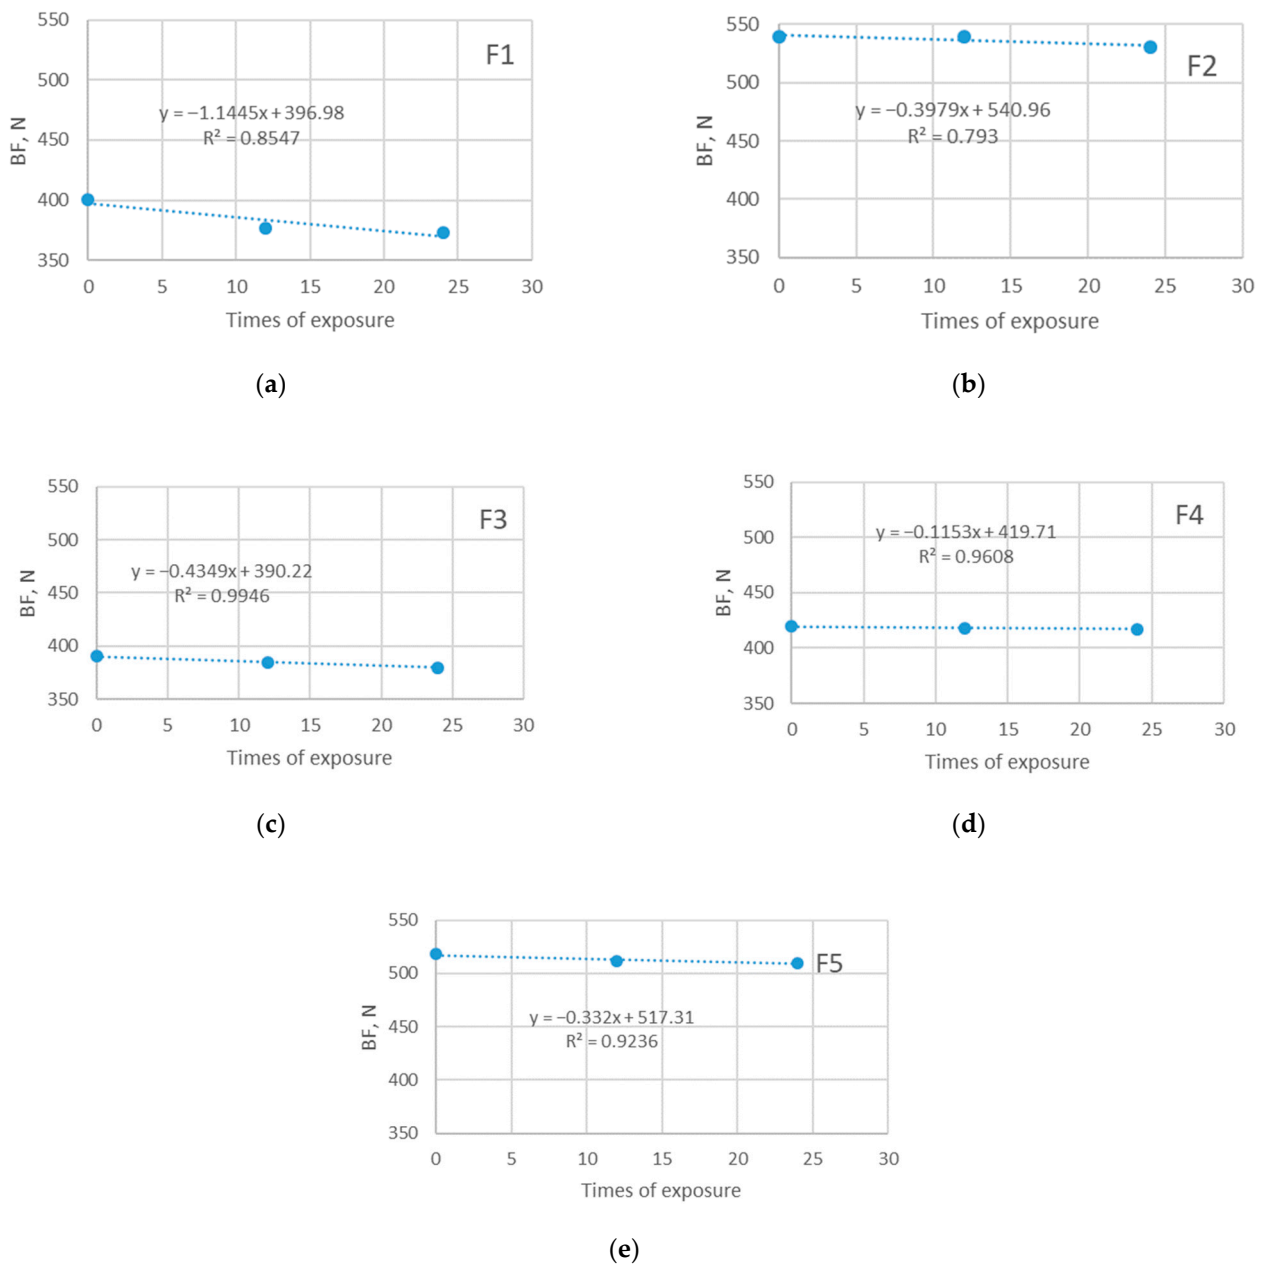 550
500
450
400
350
BF, N
F1
y = −1.1445x + 396.98
R² = 0.8547
0 5 10 15 20 25 30
Times of exposure
(a)
550
500
450
400
350
BF, N
F2
y = −0.3979x + 540.96
R² = 0.793
0 5 10 15 20 25 30
Times of exposure
(b)
550
500
450
400
350
BF, N
F3
y = −0.4349x + 390.22
R² = 0.9946
0 5 10 15 20 25 30
Times of exposure
(c)
550
500
450
400
350
BF, N
F4
y = −0.1153x + 419.71
R² = 0.9608
0 5 10 15 20 25 30
Times of exposure
(d)
550
500
450
400
350
BF, N
F5
y = −0.332x + 517.31
R² = 0.9236
0 5 10 15 20 25 30
Times of exposure
(e)